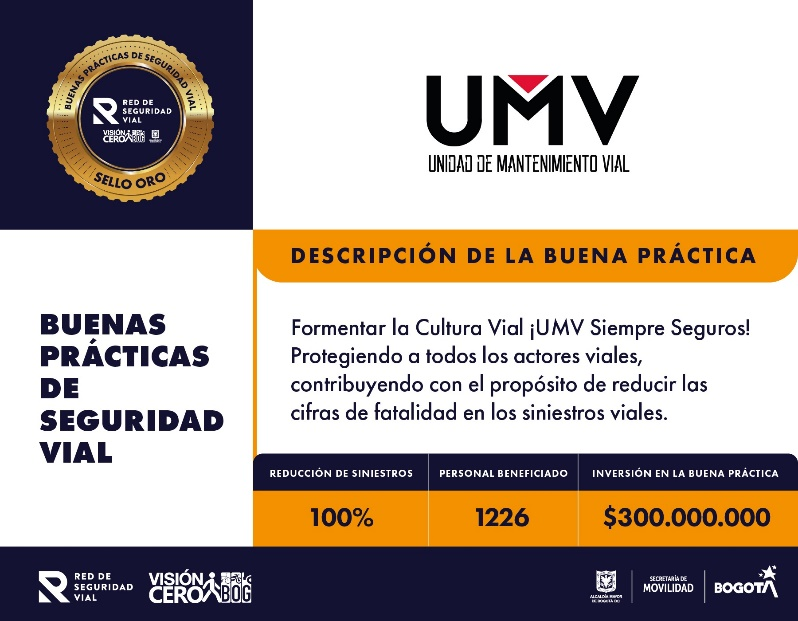 BUENAS PRÁCTICAS DE SEGURIDAD VIAL
RED DE
SEGURIDAD
VIAL
VISIÓN
CERO
BOG
SELLO ORO
UMV
UNIDAD DE MANTENIMIENTO VIAL
DESCRIPCIÓN DE LA BUENA PRÁCTICA
BUENAS
PRÁCTICAS
DE
SEGURIDAD
VIAL
Formentar la Cultura Vial ¡UMV Siempre Seguros!
Protegiendo a todos los actores viales,
contribuyendo con el propósito de reducir las
cifras de fatalidad en los siniestros viales.
REDUCCIÓN DE SINIESTROS
PERSONAL BENEFICIADO
INVERSIÓN EN LA BUENA PRÁCTICA
100%
1226
$300.000.000
RED DE
SEGURIDAD
VIAL
VISIÓN
CERO
BOG
ALCALDÍA MAYOR
DE BOGOTÁ D.C.
SECRETARÍA DE
MOVILIDAD
BOGOTÁ